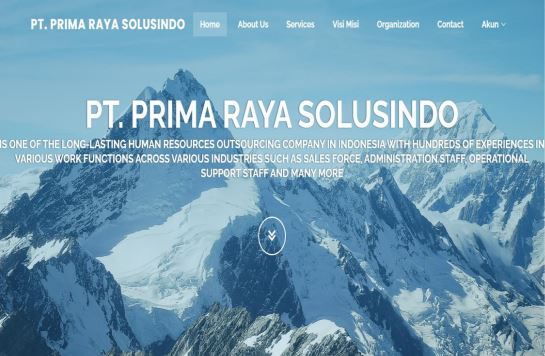 PT. PRIMA RAYA SOLUSINDO
Home About Us Services Visi Misi Organization Contact Akun
PT. PRIMA RAYA SOLUSINDO
IS ONE OF THE LONG-LASTING HUMAN RESOURCES OUTSOURCING COMPANY IN INDONESIA WITH HUNDREDS OF EXPERIENCES IN
VARIOUS WORK FUNCTIONS ACROSS VARIOUS INDUSTRIES SUCH AS SALES FORCE, ADMINISTRATION STAFF, OPERATIONAL
SUPPORT STAFF AND MANY MORE